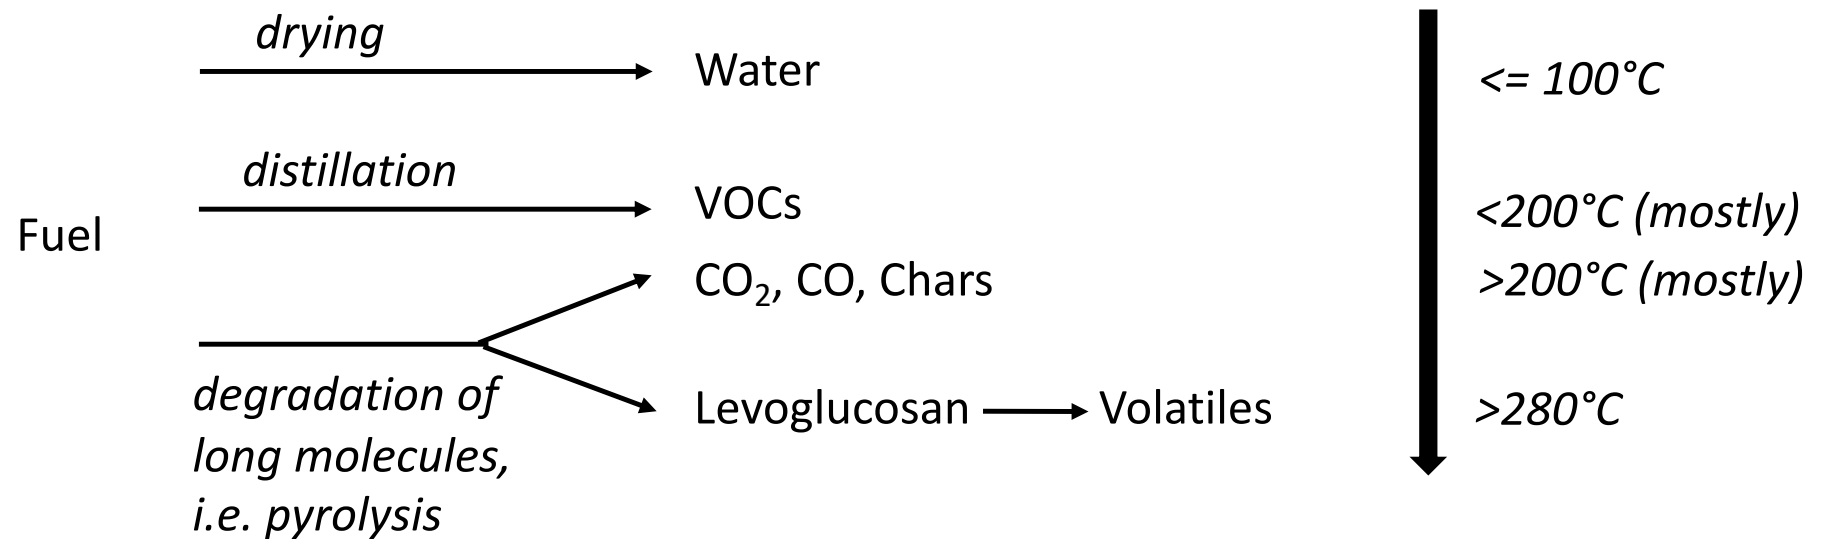 drying
Water
<= 100°C
distillation
VOCs
<200°C (mostly)
Fuel
CO₂, CO, Chars
>200°C (mostly)
degradation of
long molecules,
i.e. pyrolysis
Levoglucosan
Volatiles
>280°C